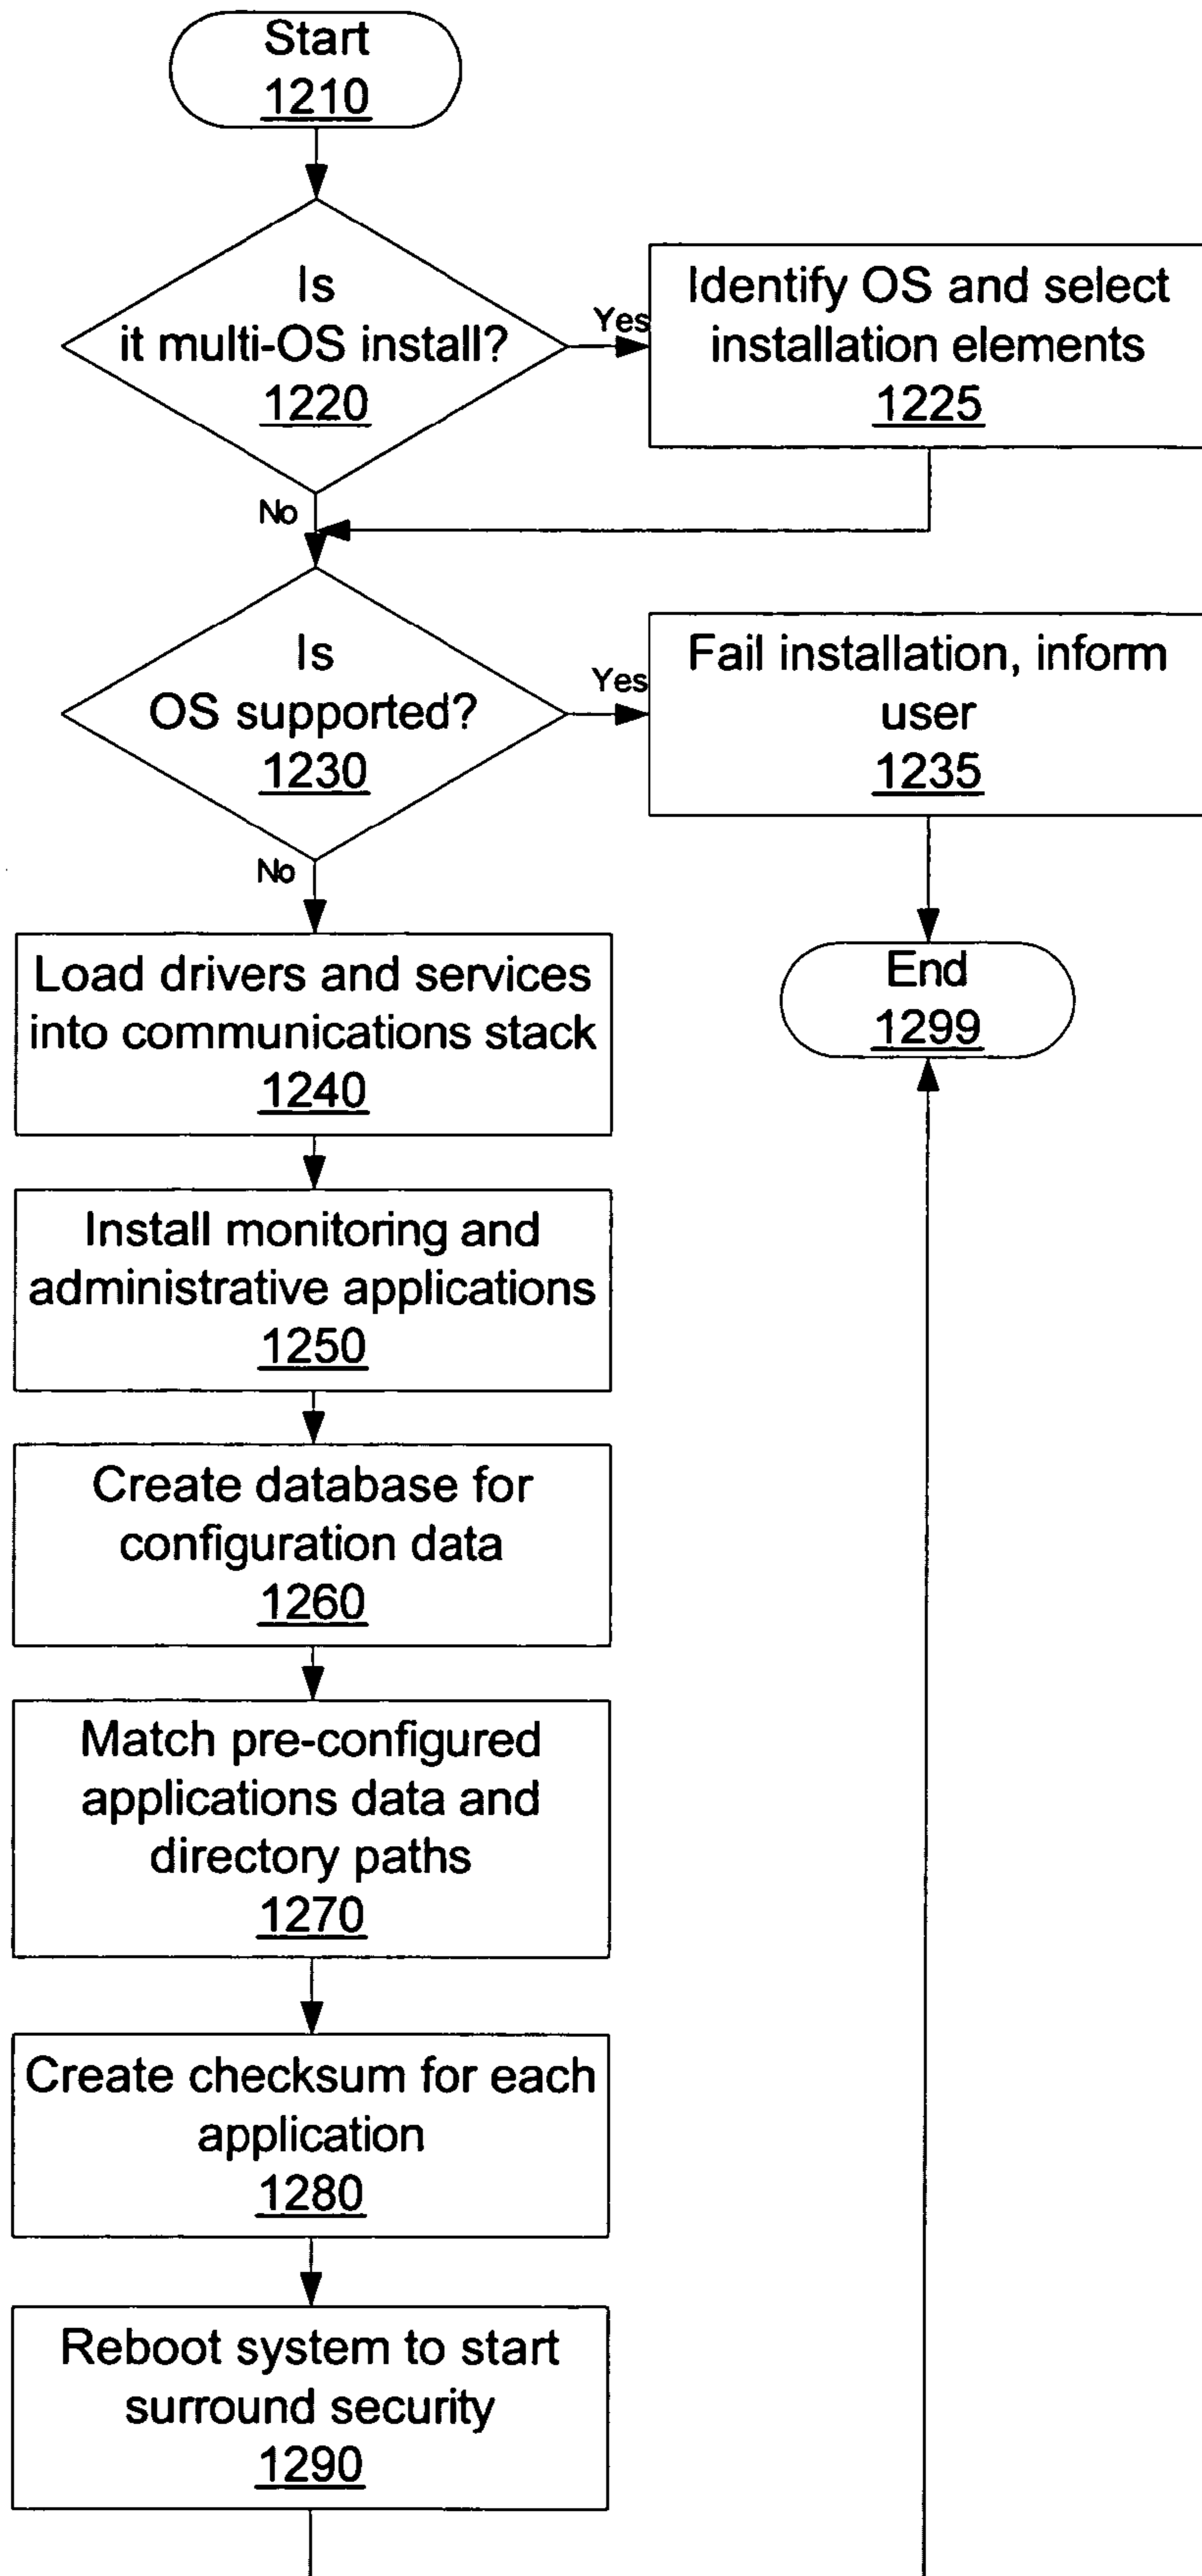 Start
1210
Is
it multi-OS install?
1220
Yes
Identify OS and select
installation elements
1225
No
Is
OS supported?
1230
Yes
Fail installation, inform
user
1235
No
Load drivers and services
into communications stack
1240
End
1299
Install monitoring and
administrative applications
1250
Create database for
configuration data
1260
Match pre-configured
applications data and
directory paths
1270
Create checksum for each
application
1280
Reboot system to start
surround security
1290